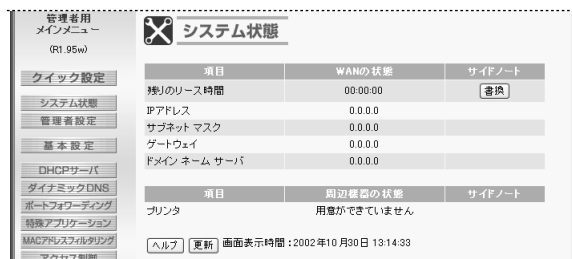 管理者用
メインメニュー
(R1.95w)
クイック設定
システム状態
管理者設定
基本設定
DHCPサーバ
ダイナミックDNS
ポートフォワーディング
特殊アプリケーション
MACアドレスフィルタリング
アクセス制御
システム状態
項目 WANの状態 サイドノート
残りのリース時間 00:00:00 書換
IPアドレス 0.0.0.0
サブネット マスク 0.0.0.0
ゲートウェイ 0.0.0.0
ドメイン ネーム サーバ 0.0.0.0
項目 周辺機器の状態 サイドノート
プリンタ 用意ができていません
ヘルプ 更新 画面表示時間:2002年10月30日 13:14:33